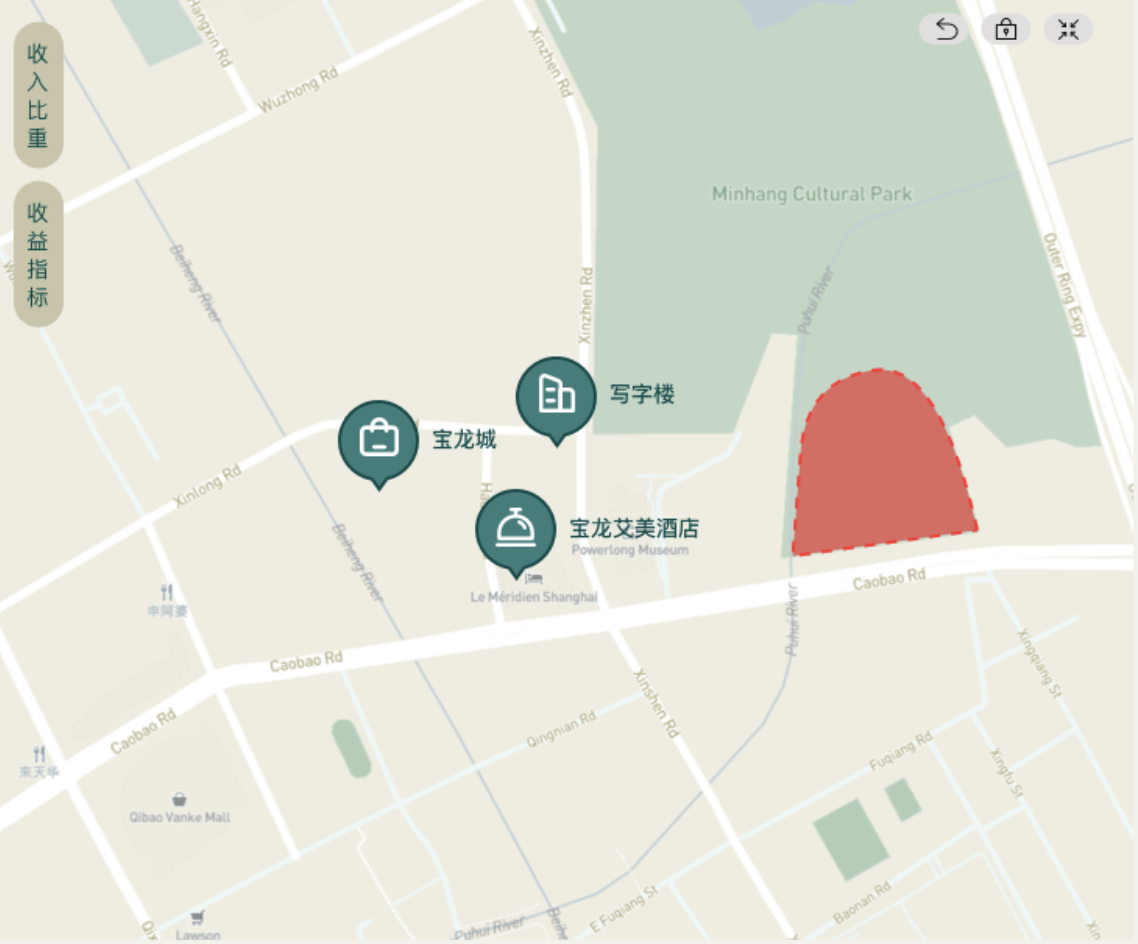 收入比重
收益指标
Hangxin Rd
Wuzhong Rd
Xinzhen Rd
Minhang Cultural Park
Outer Ring Expy
Beiheng River
Xinzhen Rd
Puhui River
写字楼
宝龙城
Xinlong Rd
宝龙艾美酒店
Powerlong Museum
Beiheng River
Le Méridien Shanghai
Caobao Rd
申阿婆
Puhui River
Caobao Rd
Xingqiang St
Caobao Rd
Xinshen Rd
Qingnian Rd
Fuqiang Rd
Xingfu St
来天华
Qibao Vanke Mall
Baonan Rd
E Fuqiang St
Puhui River
Lawson